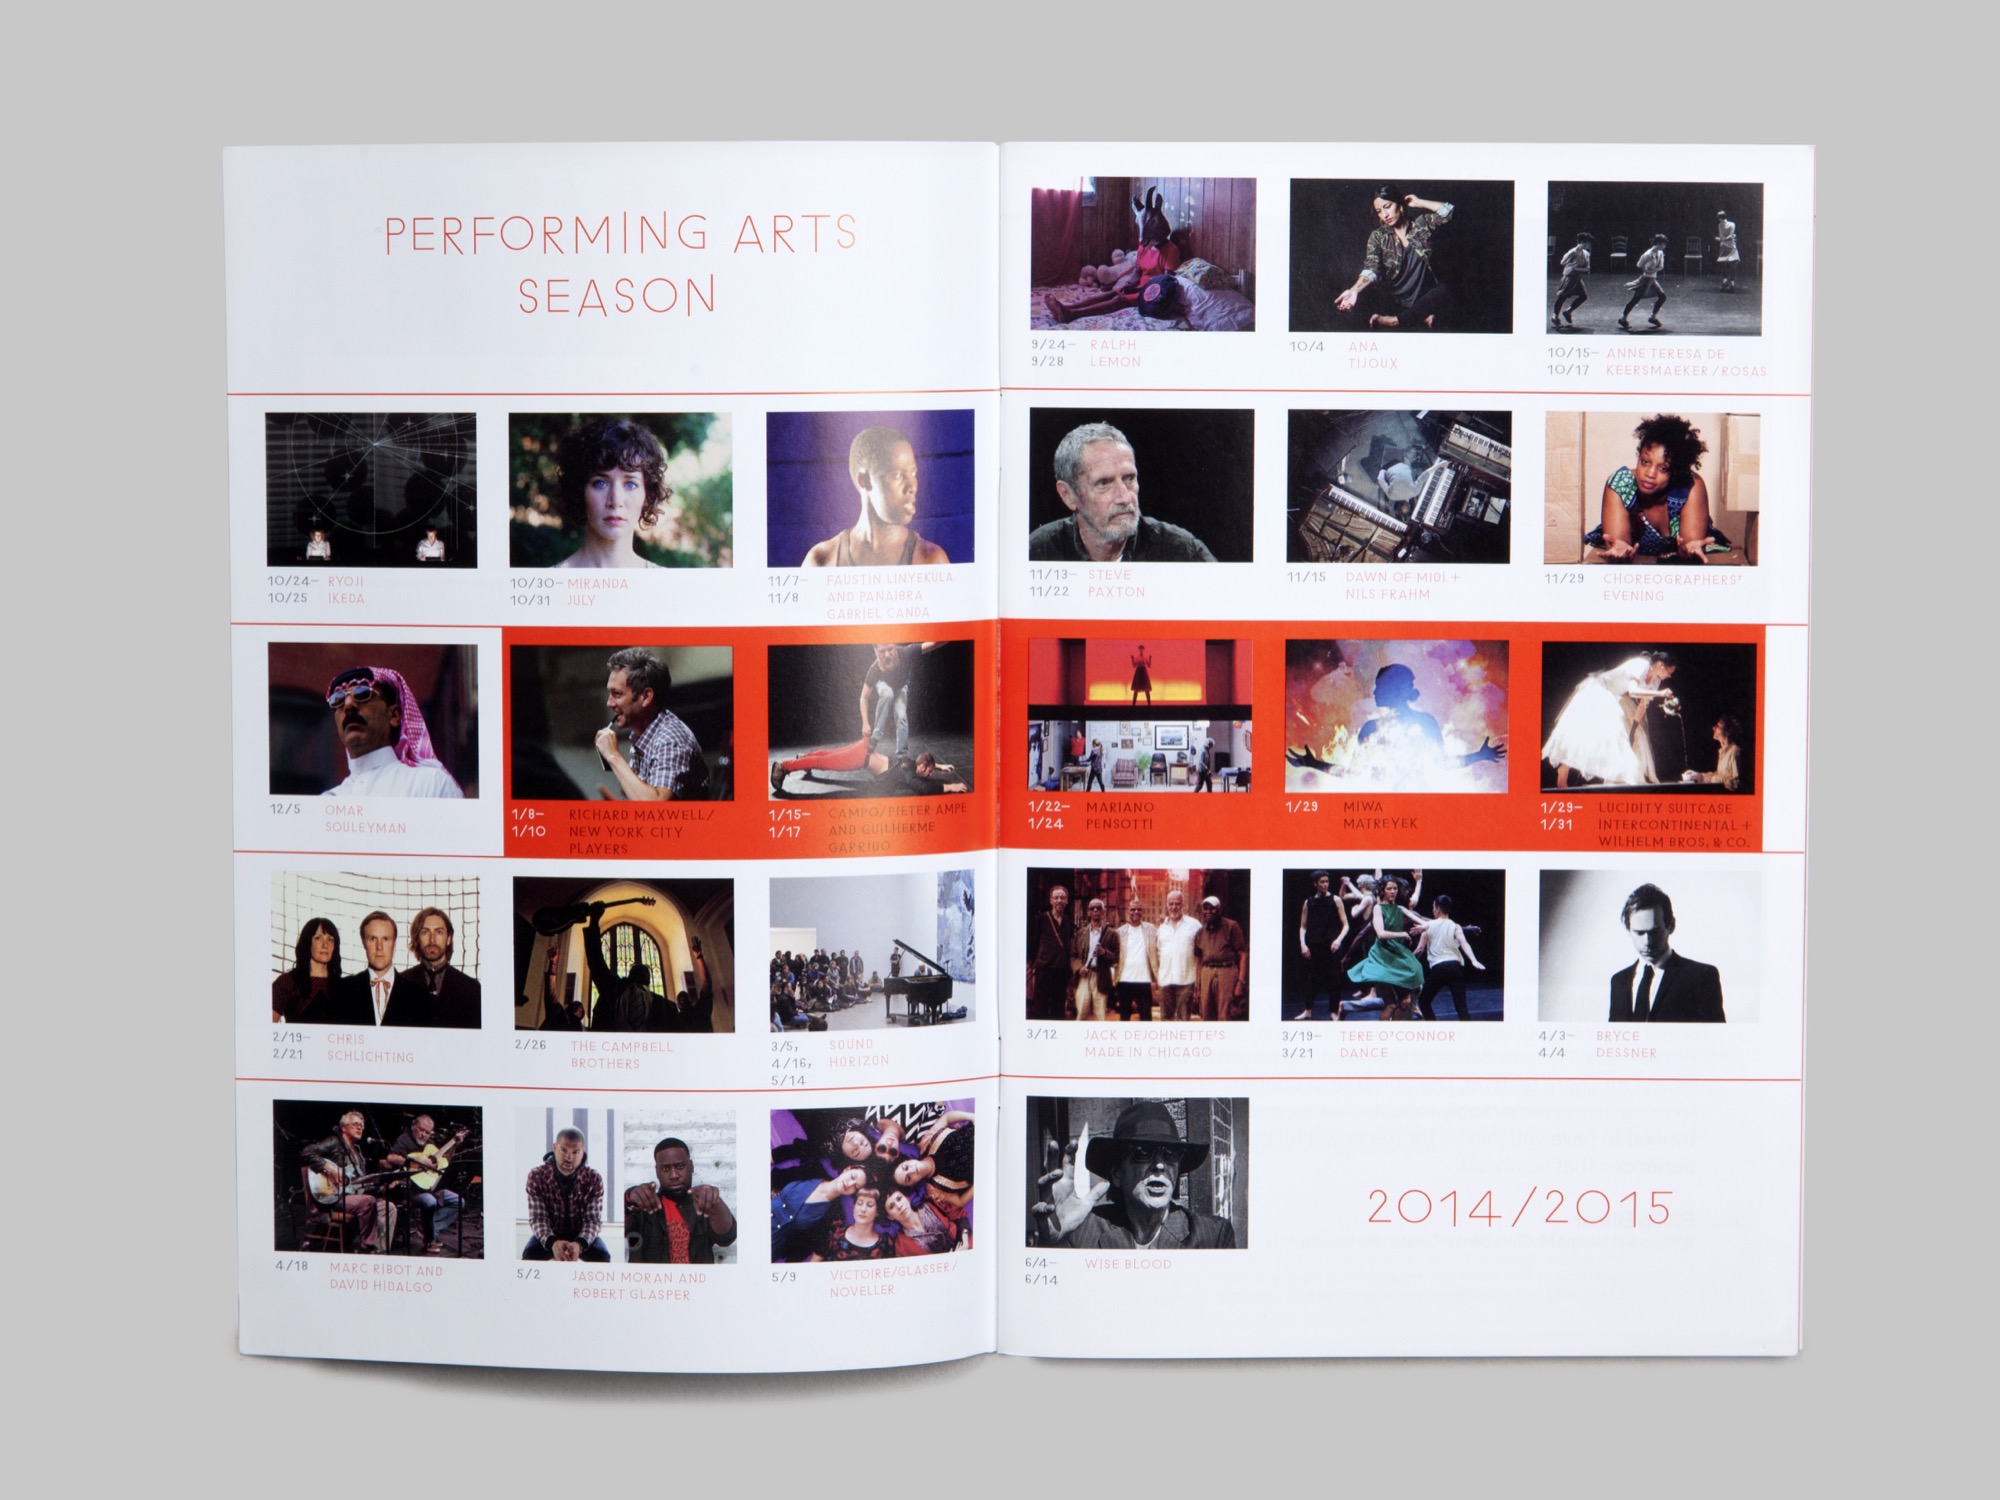 PERFORMING ARTS
SEASON
9/24– RALPH
9/28 LEMON
10/4 ANA
TIJOUX
10/15– ANNE TERESA DE
10/17 KEERSMAEKER/ROSAS
10/24– RYOJI
10/25 IKEDA
10/30– MIRANDA
10/31 JULY
11/7– FAUSTIN LINYEKULA
11/8 AND PANAIBRA
GABRIEL CANDA
11/13– STEVE
11/22 PAXTON
11/15 DAWN OF MIDI +
NILS FRAHM
11/29 CHOREOGRAPHERS'
EVENING
12/5 OMAR
SOULEYMAN
1/8– RICHARD MAXWELL/
1/10 NEW YORK CITY
PLAYERS
1/15– CAMPO/PIETER AMPE
1/17 AND GUILHERME
GARRIDO
1/22– MARIANO
1/24 PENSOTTI
1/29 MIWA
MATREYEK
1/29– LUCIDITY SUITCASE
1/31 INTERCONTINENTAL +
WILHELM BROS. & CO.
2/19– CHRIS
2/21 SCHLICHTING
2/26 THE CAMPBELL
BROTHERS
3/5, SOUND
4/16, HORIZON
5/14
3/12 JACK DEJOHNETTE'S
MADE IN CHICAGO
3/19– TERE O'CONNOR
3/21 DANCE
4/3– BRYCE
4/4 DESSNER
4/18 MARC RIBOT AND
DAVID HIDALGO
5/2 JASON MORAN AND
ROBERT GLASPER
5/9 VICTOIRE/GLASSER/
NOVELLER
6/4– WISE BLOOD
6/14
2014/2015